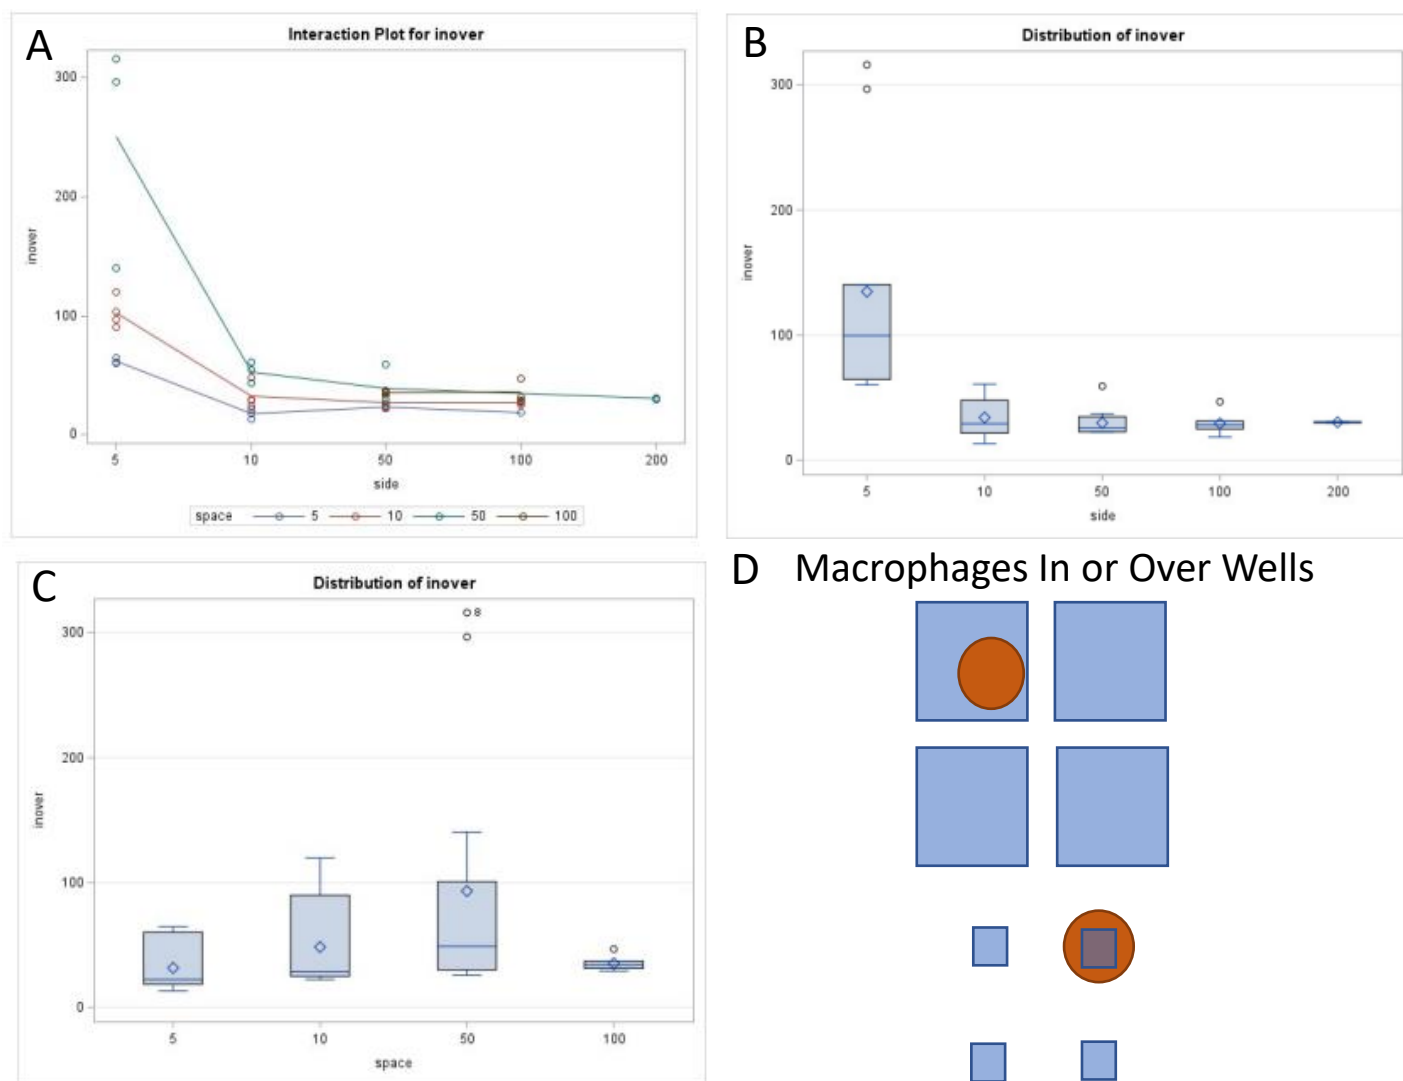 A
Interaction Plot for inover
300
200
100
0
inover
5 10 50 100 200
side
space 5 10 50 100
B
Distribution of inover
300
200
100
0
inover
5 10 50 100 200
side
C
Distribution of inover
8
300
200
100
0
inover
5 10 50 100
space
D Macrophages In or Over Wells